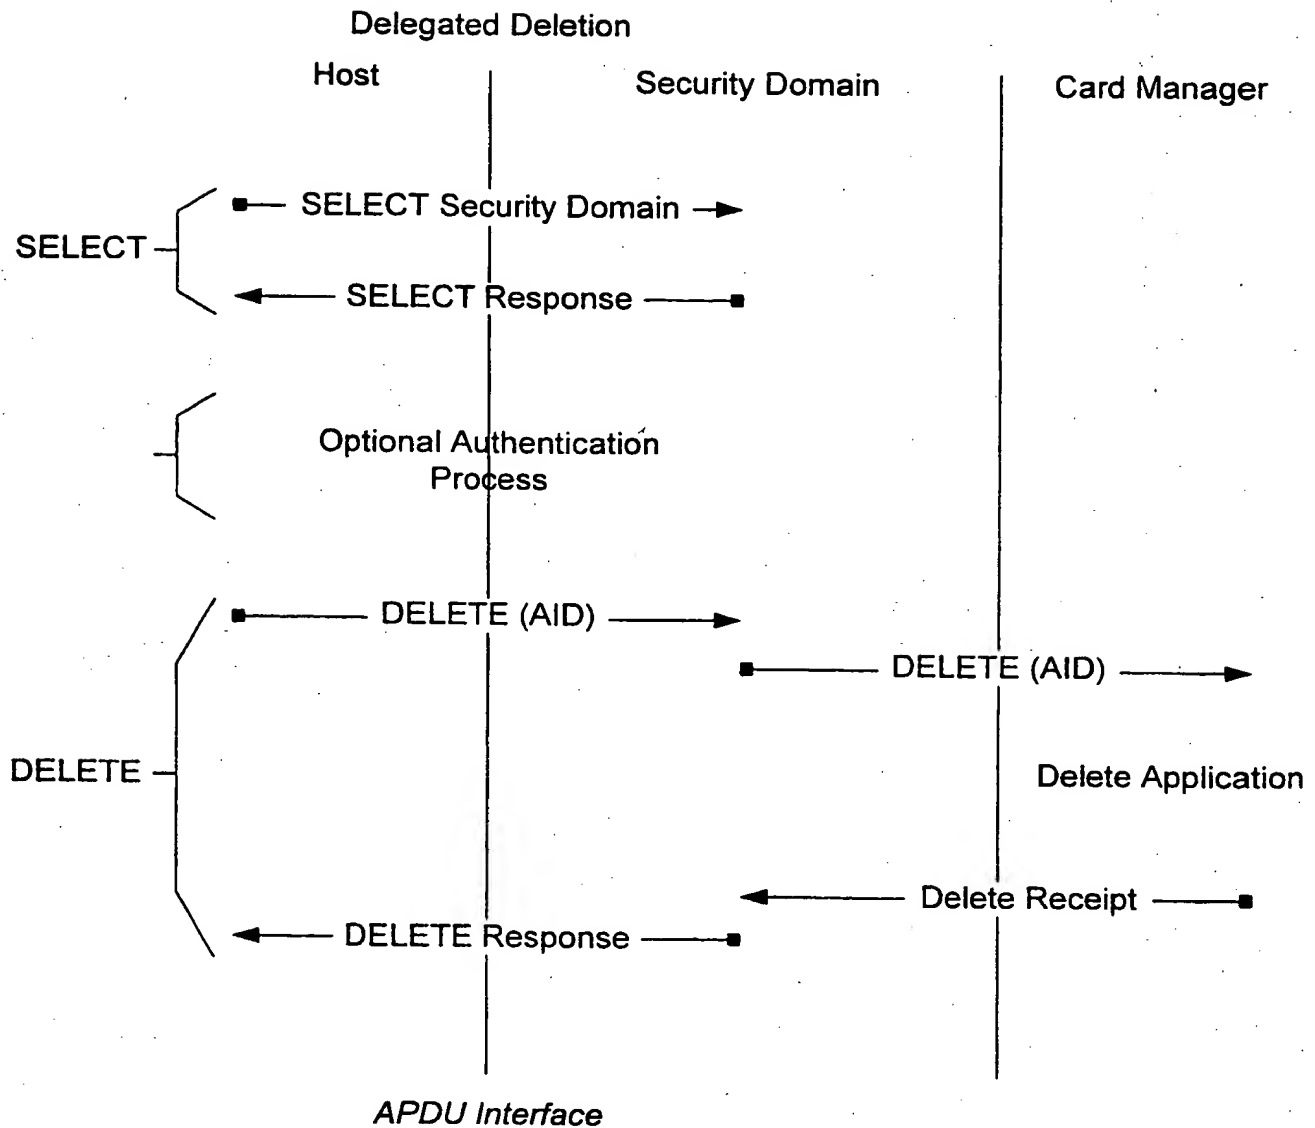 Delegated Deletion
Host
Security Domain
Card Manager
SELECT Security Domain
SELECT
SELECT Response
Optional Authentication
Process
DELETE (AID)
DELETE (AID)
DELETE
Delete Application
Delete Receipt
DELETE Response
APDU Interface